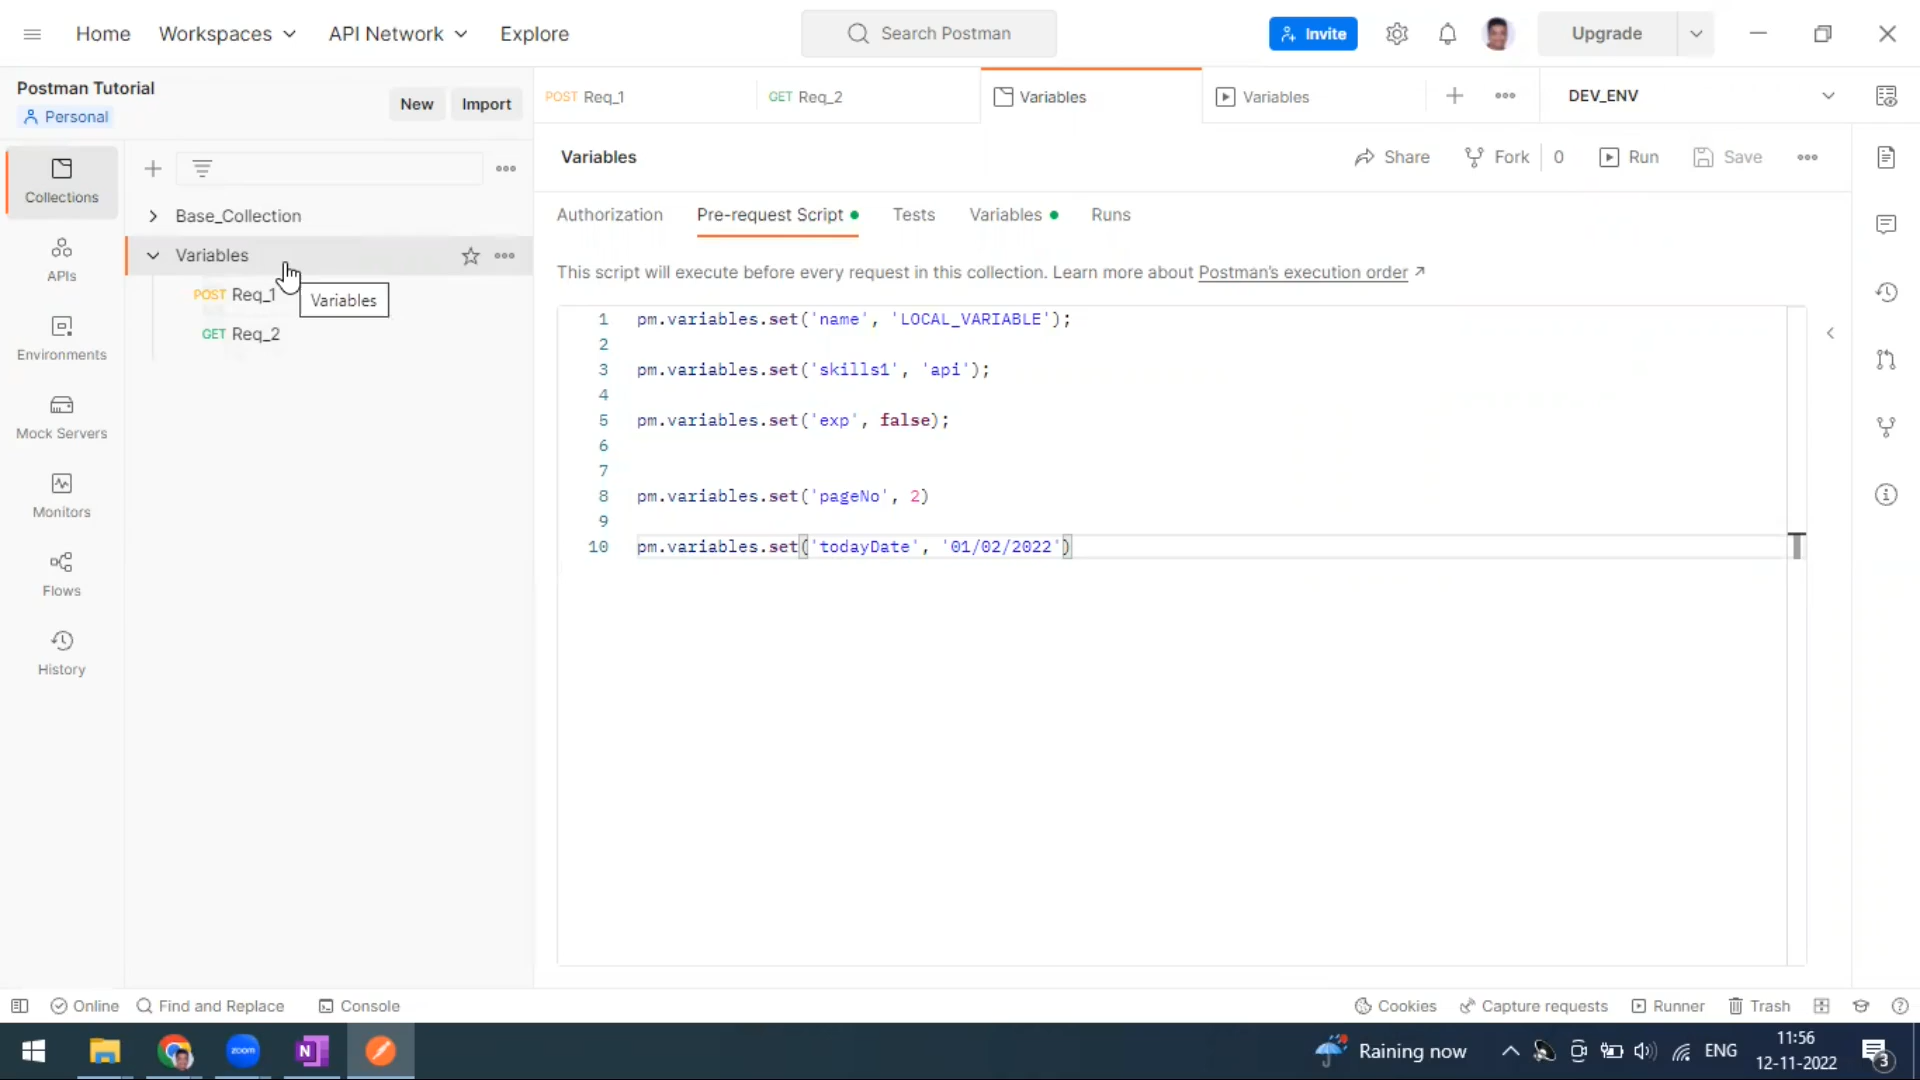 Home Workspaces API Network Explore Search Postman Invite Upgrade
Postman Tutorial
Personal
New Import
POST Req_1 GET Req_2 Variables Variables DEV_ENV
Collections
APIs
Environments
Mock Servers
Monitors
Flows
History
Base_Collection
Variables
POST Req_1
Variables
GET Req_2
Variables Share Fork 0 Run Save
Authorization Pre-request Script Tests Variables Runs
This script will execute before every request in this collection. Learn more about Postman's execution order
1 pm.variables.set('name', 'LOCAL_VARIABLE');
2
3 pm.variables.set('skills1', 'api');
4
5 pm.variables.set('exp', false);
6
7
8 pm.variables.set('pageNo', 2)
9
10 pm.variables.set('todayDate', '01/02/2022')
Online Find and Replace Console Cookies Capture requests Runner Trash
zoom N Raining now ENG 11:56
12-11-2022 3